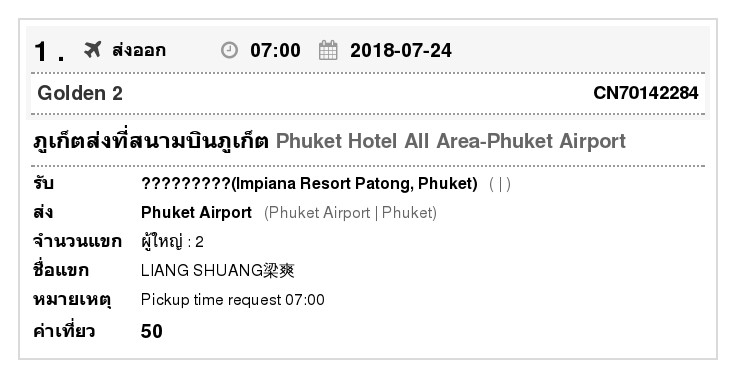 1 . ส่งออก 07:00 2018-07-24
Golden 2 CN70142284
ภูเก็ตส่งที่สนามบินภูเก็ต Phuket Hotel All Area-Phuket Airport
รับ ?????????(Impiana Resort Patong, Phuket) ( | )
ส่ง Phuket Airport (Phuket Airport | Phuket)
จำนวนแขก ผู้ใหญ่ : 2
ชื่อแขก LIANG SHUANG梁爽
หมายเหตุ Pickup time request 07:00
ค่าเที่ยว 50